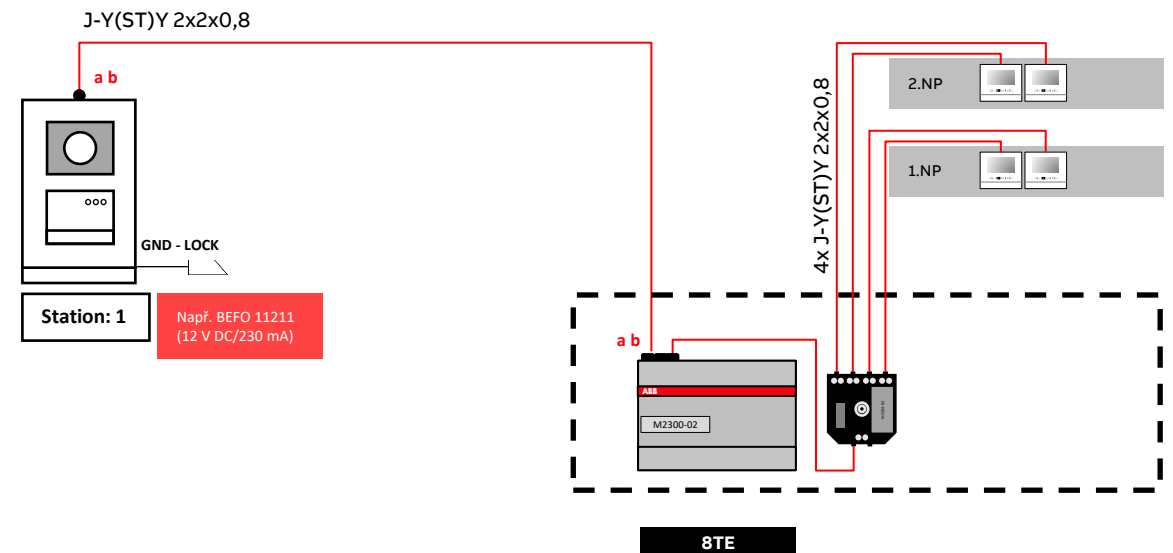 J-Y(ST)Y 2x2x0,8
a b
GND - LOCK
Station: 1
Např. BEFO 11211
(12 V DC/230 mA)
4x J-Y(ST)Y 2x2x0,8
2.NP
1.NP
a b
ABB
M2300-02
8TE